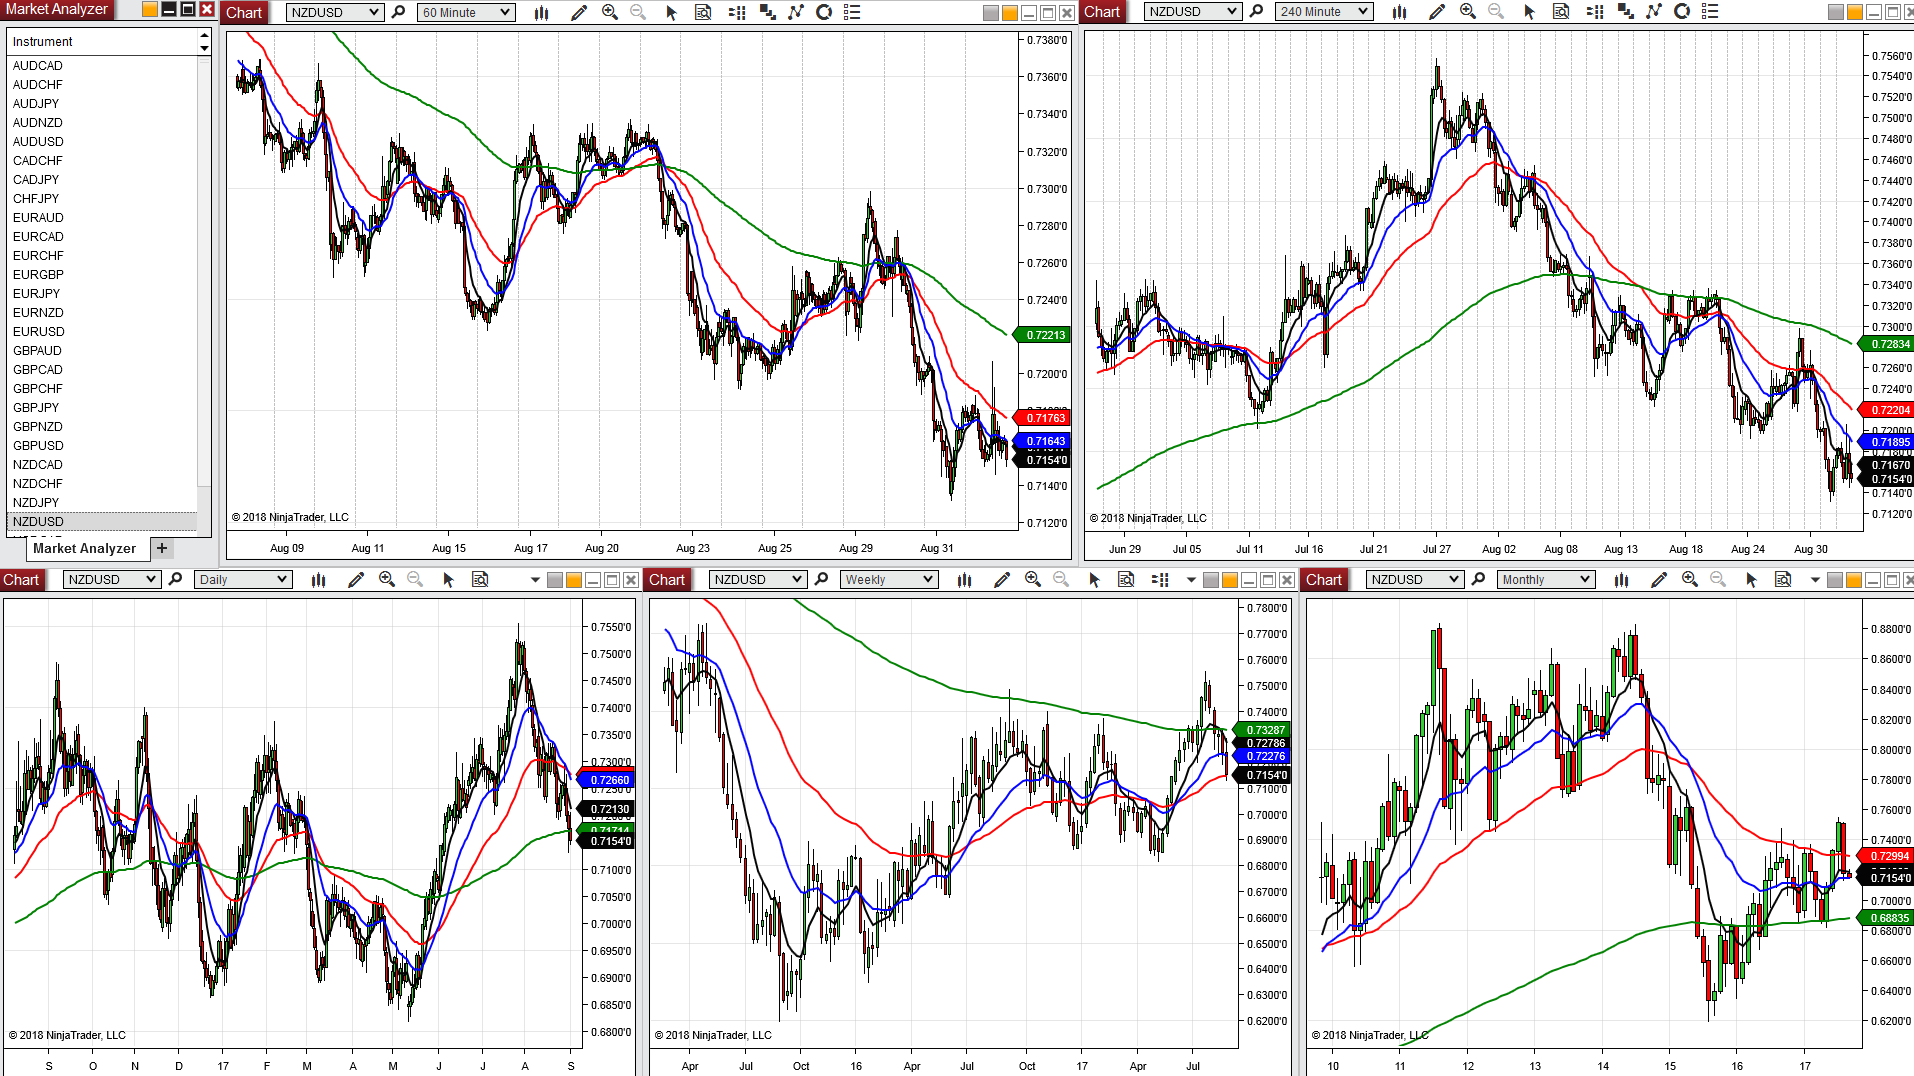 Market Analyzer
Instrument
AUDCAD
AUDCHF
AUDJPY
AUDNZD
AUDUSD
CADCHF
CADJPY
CHFJPY
EURAUD
EURCAD
EURCHF
EURGBP
EURJPY
EURNZD
EURUSD
GBPAUD
GBPCAD
GBPCHF
GBPJPY
GBPNZD
GBPUSD
NZDCAD
NZDCHF
NZDJPY
NZDUSD
Market Analyzer +
Chart NZDUSD 60 Minute
0.7380'0
0.7360'0
0.7340'0
0.7320'0
0.7300'0
0.7280'0
0.7260'0
0.7240'0
0.72213
0.7200'0
0.71763
0.71643
0.7154'0
0.7140'0
0.7120'0
© 2018 NinjaTrader, LLC
Aug 09 Aug 11 Aug 15 Aug 17 Aug 20 Aug 23 Aug 25 Aug 29 Aug 31
Chart NZDUSD 240 Minute
0.7560'0
0.7540'0
0.7520'0
0.7500'0
0.7480'0
0.7460'0
0.7440'0
0.7420'0
0.7400'0
0.7380'0
0.7360'0
0.7340'0
0.7320'0
0.7300'0
0.72834
0.7260'0
0.7240'0
0.72204
0.7200'0
0.71895
0.71670
0.7154'0
0.7140'0
0.7120'0
© 2018 NinjaTrader, LLC
Jun 29 Jul 05 Jul 11 Jul 16 Jul 21 Jul 27 Aug 02 Aug 08 Aug 13 Aug 18 Aug 24 Aug 30
Chart NZDUSD Daily
0.7550'0
0.7500'0
0.7450'0
0.7400'0
0.7350'0
0.7300'0
0.72660
0.7250'0
0.72130
0.71714
0.7154'0
0.7100'0
0.7050'0
0.7000'0
0.6950'0
0.6900'0
0.6850'0
0.6800'0
© 2018 NinjaTrader, LLC
S O N D 17 F M A M J J A S
Chart NZDUSD Weekly
0.7800'0
0.7700'0
0.7600'0
0.7500'0
0.7400'0
0.73287
0.72786
0.72276
0.7154'0
0.7100'0
0.7000'0
0.6900'0
0.6800'0
0.6700'0
0.6600'0
0.6500'0
0.6400'0
0.6300'0
0.6200'0
© 2018 NinjaTrader, LLC
Apr Jul Oct 16 Apr Jul Oct 17 Apr Jul
Chart NZDUSD Monthly
0.8800'0
0.8600'0
0.8400'0
0.8200'0
0.8000'0
0.7800'0
0.7600'0
0.7400'0
0.72994
0.7154'0
0.7000'0
0.68835
0.6800'0
0.6600'0
0.6400'0
0.6200'0
© 2018 NinjaTrader, LLC
10 11 12 13 14 15 16 17